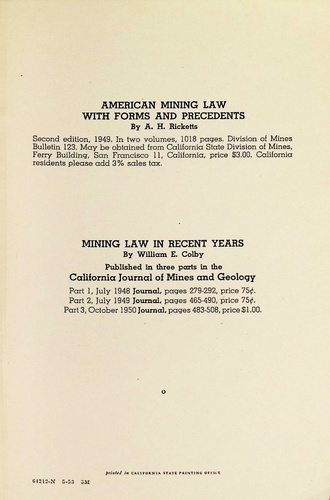 AMERICAN MINING LAW
WITH FORMS AND PRECEDENTS
By A. H. Ricketts
Second edition, 1949. In two volumes, 1018 pages. Division of Mines
Bulletin 123. May be obtained from California State Division of Mines,
Ferry Building, San Francisco 11, California, price $3.00. California
residents please add 3% sales tax.
MINING LAW IN RECENT YEARS
By William E. Colby
Published in three parts in the
California Journal of Mines and Geology
Part 1, July 1948 Journal, pages 279-292, price 75¢.
Part 2, July 1949 Journal, pages 465-490, price 75¢.
Part 3, October 1950 Journal, pages 483-508, price $1.00.
o
printed in CALIFORNIA STATE PRINTING OFFICE
64212-N 5-53 5M